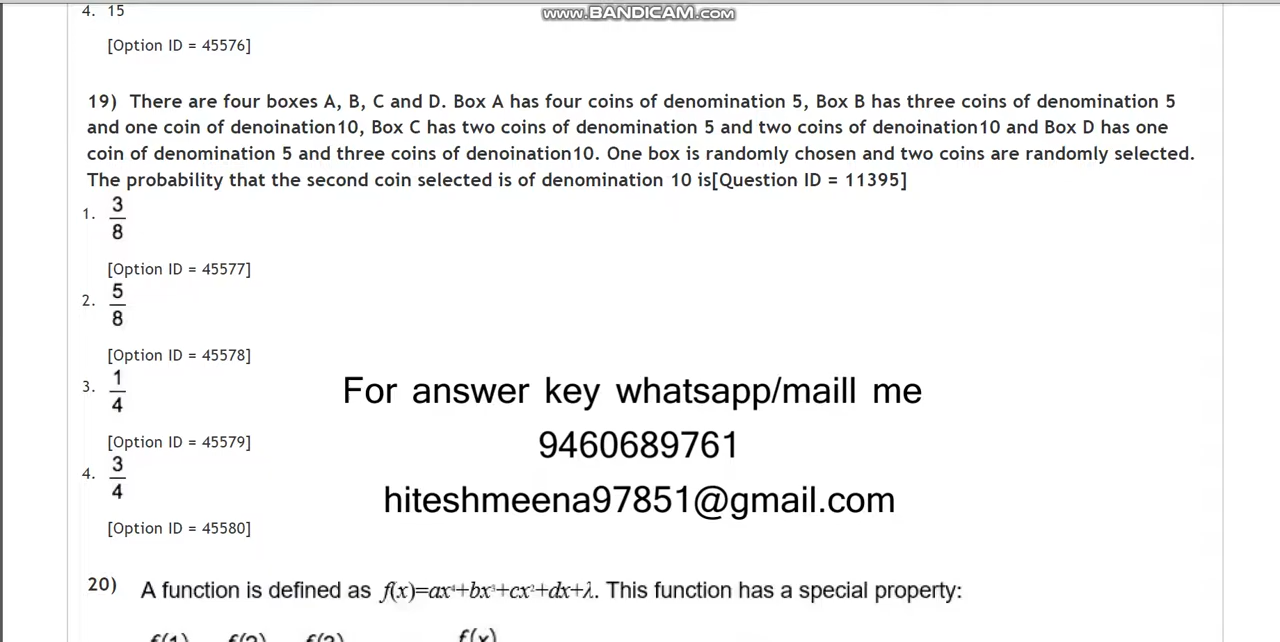 4. 15
www.BANDICAM.com
[Option ID = 45576]
19) There are four boxes A, B, C and D. Box A has four coins of denomination 5, Box B has three coins of denomination 5
and one coin of denoination10, Box C has two coins of denomination 5 and two coins of denoination10 and Box D has one
coin of denomination 5 and three coins of denoination10. One box is randomly chosen and two coins are randomly selected.
The probability that the second coin selected is of denomination 10 is[Question ID = 11395]
1. 3/8
[Option ID = 45577]
2. 5/8
[Option ID = 45578]
3. 1/4
[Option ID = 45579]
4. 3/4
[Option ID = 45580]
For answer key whatsapp/maill me
9460689761
hiteshmeena97851@gmail.com
20) A function is defined as f(x)=ax⁴+bx³+cx²+dx+λ. This function has a special property:
f(1) f(2) f(3) f(x)